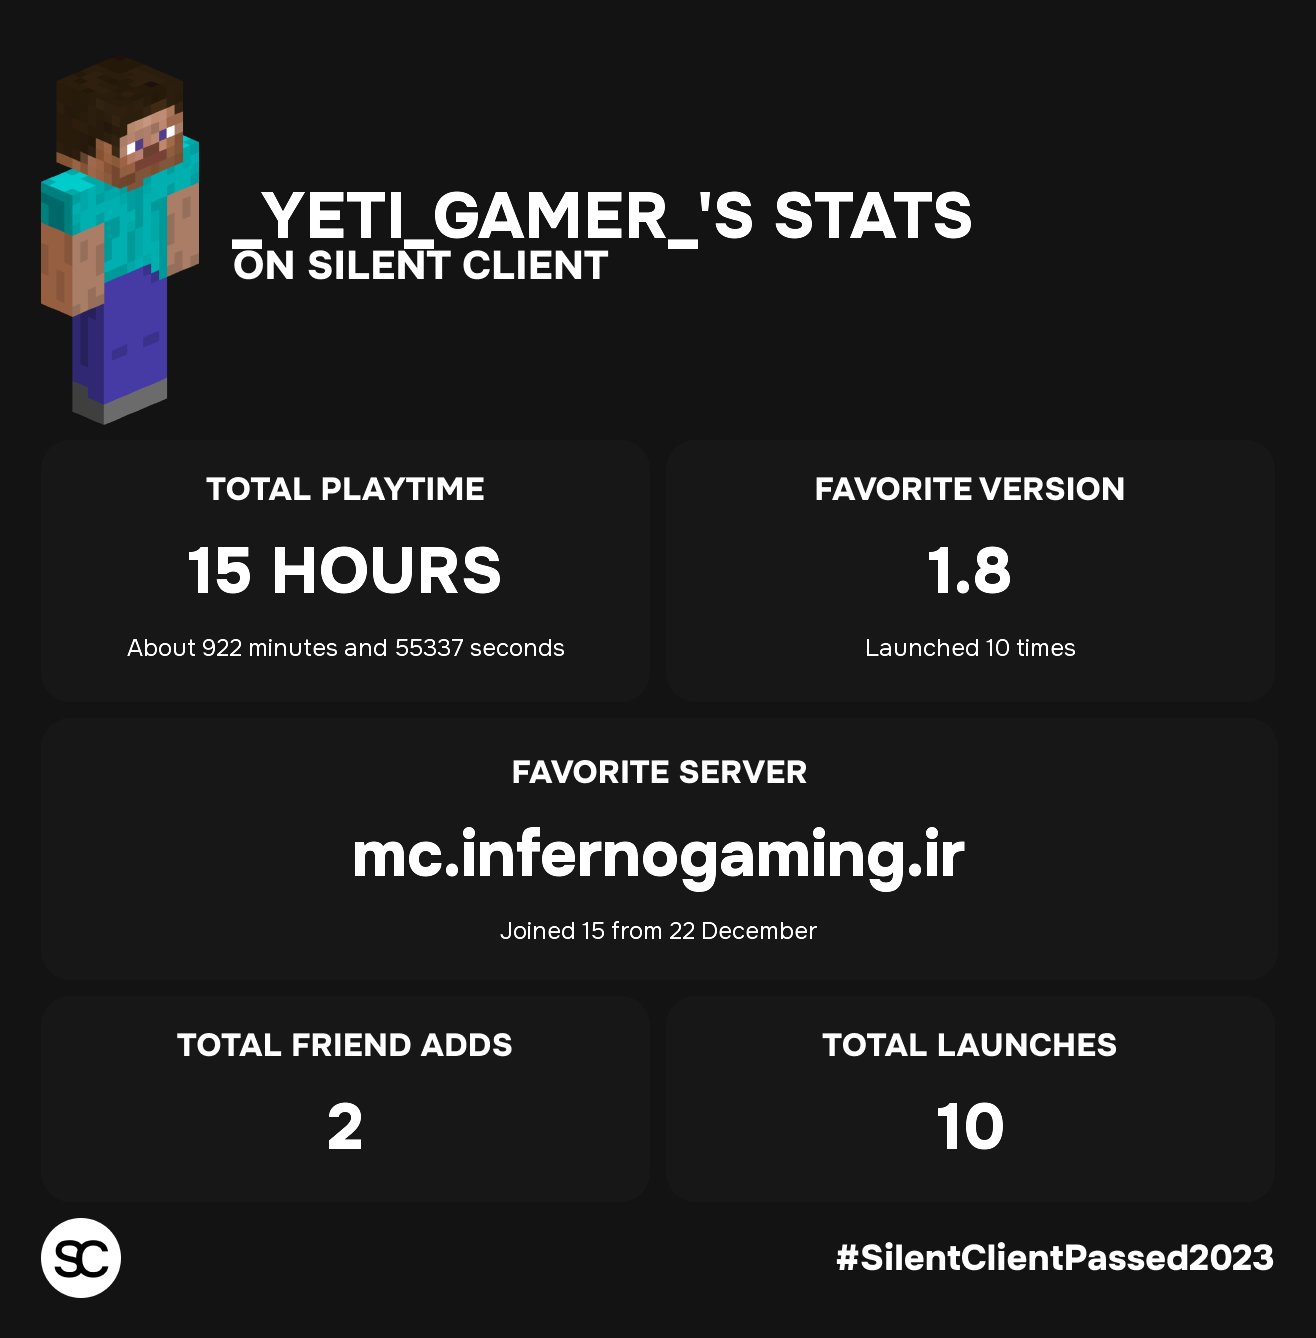 _YETI_GAMER_'S STATS
ON SILENT CLIENT
TOTAL PLAYTIME
15 HOURS
About 922 minutes and 55337 seconds
FAVORITE VERSION
1.8
Launched 10 times
FAVORITE SERVER
mc.infernogaming.ir
Joined 15 from 22 December
TOTAL FRIEND ADDS
2
TOTAL LAUNCHES
10
SC
#SilentClientPassed2023